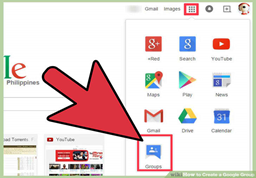 Gmail Images
le
Philippines
+Red Search YouTube
Maps Play News
Gmail Drive Calendar
Groups
YouTube
wikiHow to Create a Google Group